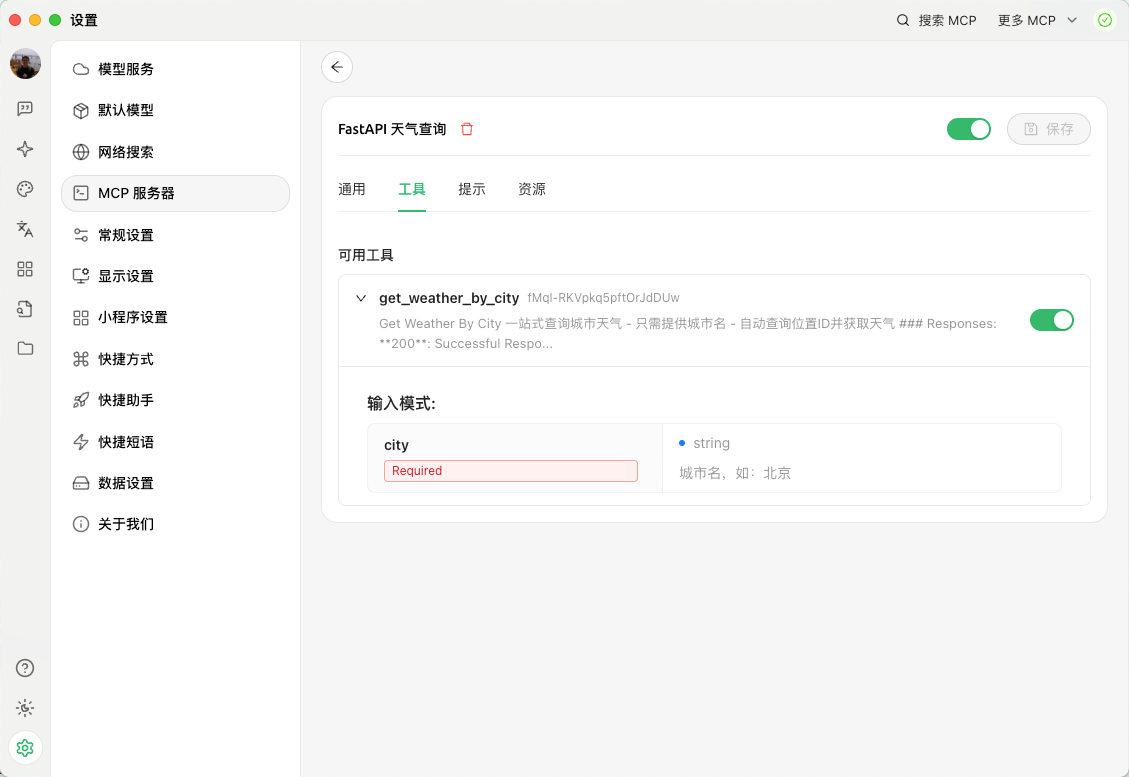 设置
搜索 MCP
更多 MCP
模型服务
默认模型
网络搜索
MCP 服务器
常规设置
显示设置
小程序设置
快捷方式
快捷助手
快捷短语
数据设置
关于我们
FastAPI 天气查询
保存
通用
工具
提示
资源
可用工具
get_weather_by_city fMql-RKVpkq5pftOrJdDUw
Get Weather By City 一站式查询城市天气 - 只需提供城市名 - 自动查询位置ID并获取天气 ### Responses:
**200**: Successful Respo...
输入模式:
city
Required
string
城市名，如：北京